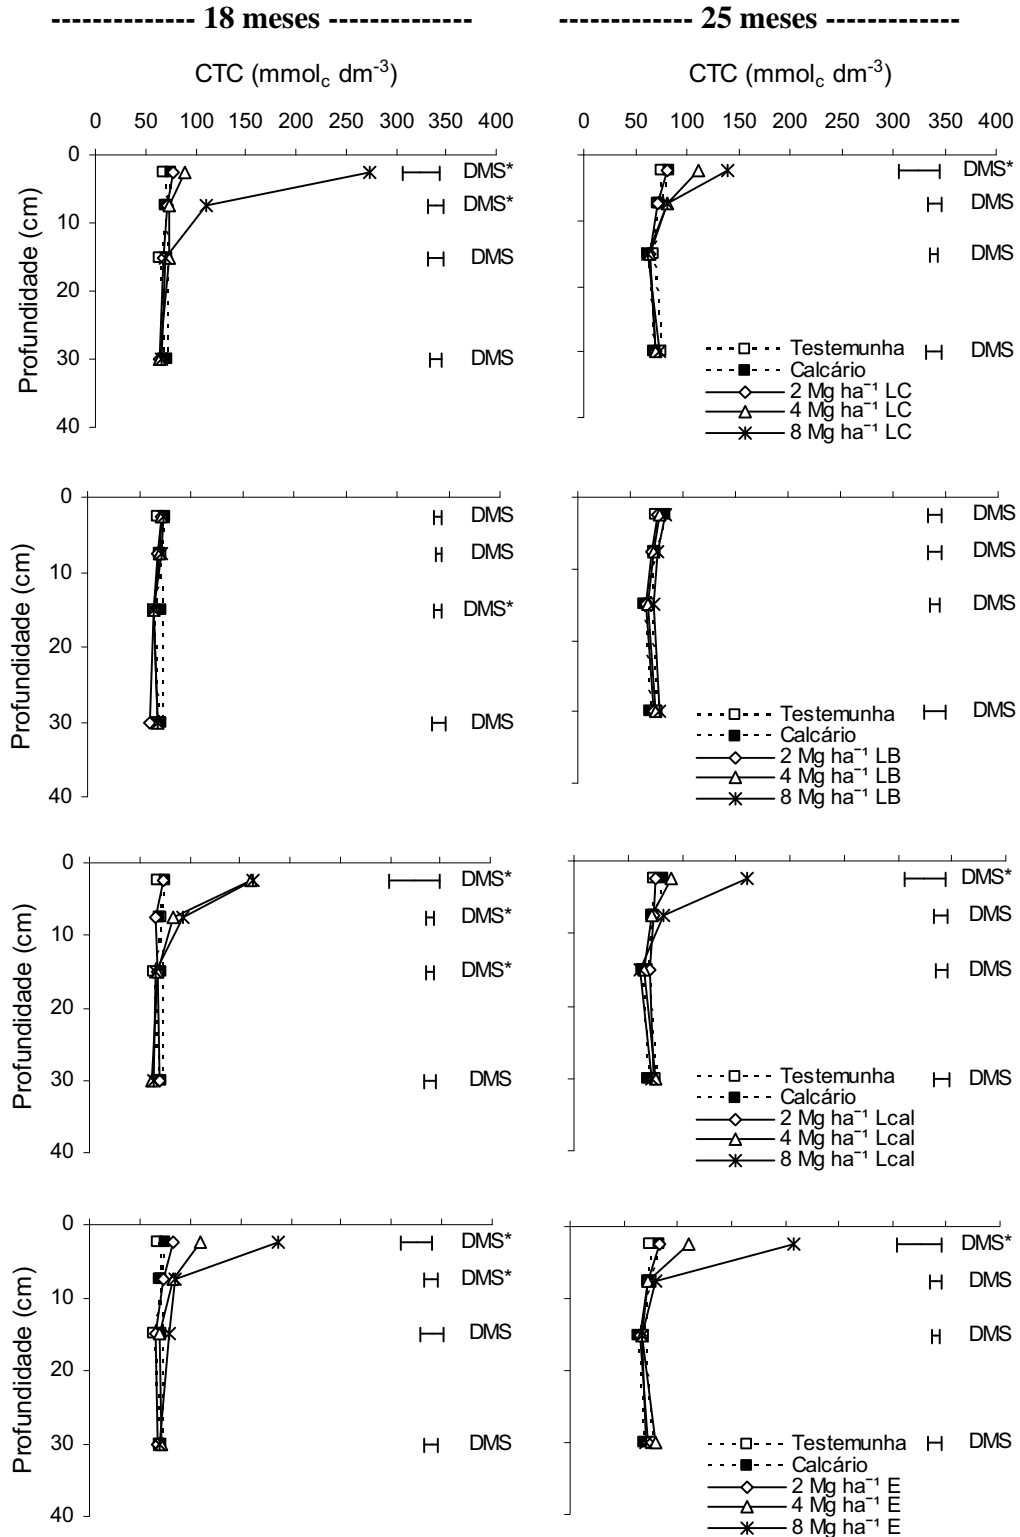 ----------- 18 meses -----------
----------- 25 meses -----------
CTC (mmolc dm-3)
CTC (mmolc dm-3)
0 50 100 150 200 250 300 350 400
0 50 100 150 200 250 300 350 400
Profundidade (cm)
0
10
20
30
40
DMS*
DMS*
DMS
DMS
DMS*
DMS
DMS
DMS
Testemunha
Calcário
2 Mg ha⁻¹ LC
4 Mg ha⁻¹ LC
8 Mg ha⁻¹ LC
Profundidade (cm)
0
10
20
30
40
DMS
DMS
DMS*
DMS
DMS
DMS
DMS
DMS
Testemunha
Calcário
2 Mg ha⁻¹ LB
4 Mg ha⁻¹ LB
8 Mg ha⁻¹ LB
Profundidade (cm)
0
10
20
30
40
DMS*
DMS*
DMS*
DMS
DMS*
DMS
DMS
DMS
Testemunha
Calcário
2 Mg ha⁻¹ Lcal
4 Mg ha⁻¹ Lcal
8 Mg ha⁻¹ Lcal
Profundidade (cm)
0
10
20
30
40
DMS*
DMS*
DMS
DMS
DMS*
DMS
DMS
DMS
Testemunha
Calcário
2 Mg ha⁻¹ E
4 Mg ha⁻¹ E
8 Mg ha⁻¹ E